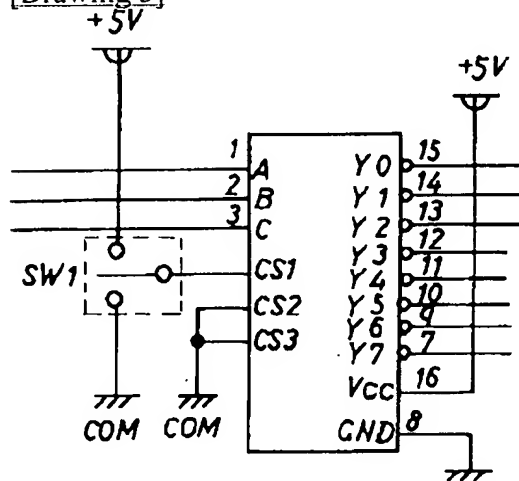 [Drawing 3]
+5V
+5V
1
A
2
B
3
C
SW1
CS1
CS2
CS3
COM
COM
Y0 15
Y1 14
Y2 13
Y3 12
Y4 11
Y5 10
Y6 9
Y7 7
VCC 16
GND 8